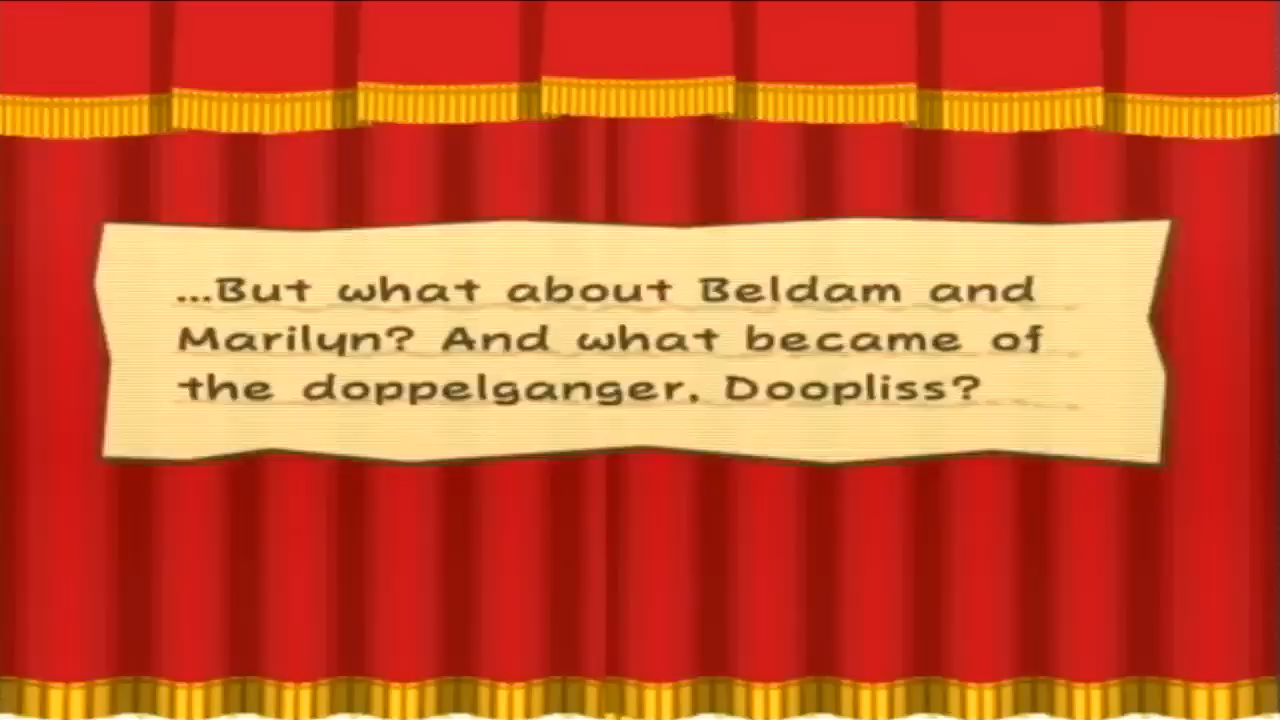 ...But what about Beldam and
Marilyn? And what became of
the doppelganger, Doopliss?